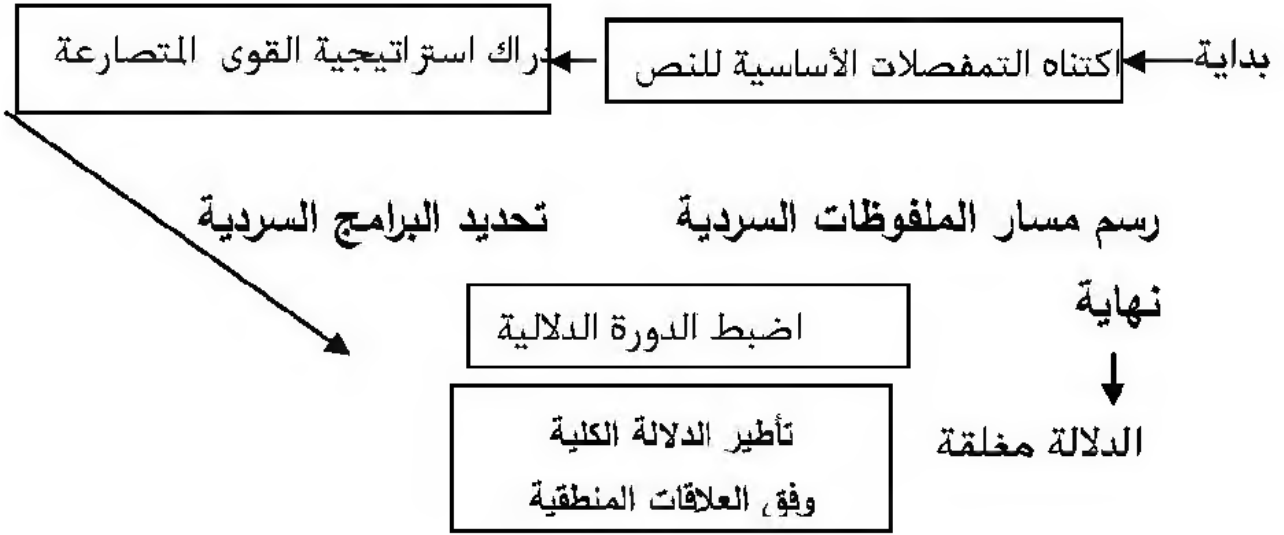 بداية
اكتناه التمفصلات الأساسية للنص
دراك استراتيجية القوى المتصارعة
رسم مسار الملفوظات السردية
تحديد البرامج السردية
نهاية
اضبط الدورة الدلالية
الدلالة مغلقة
تأطير الدلالة الكلية
وفق العلاقات المنطقية